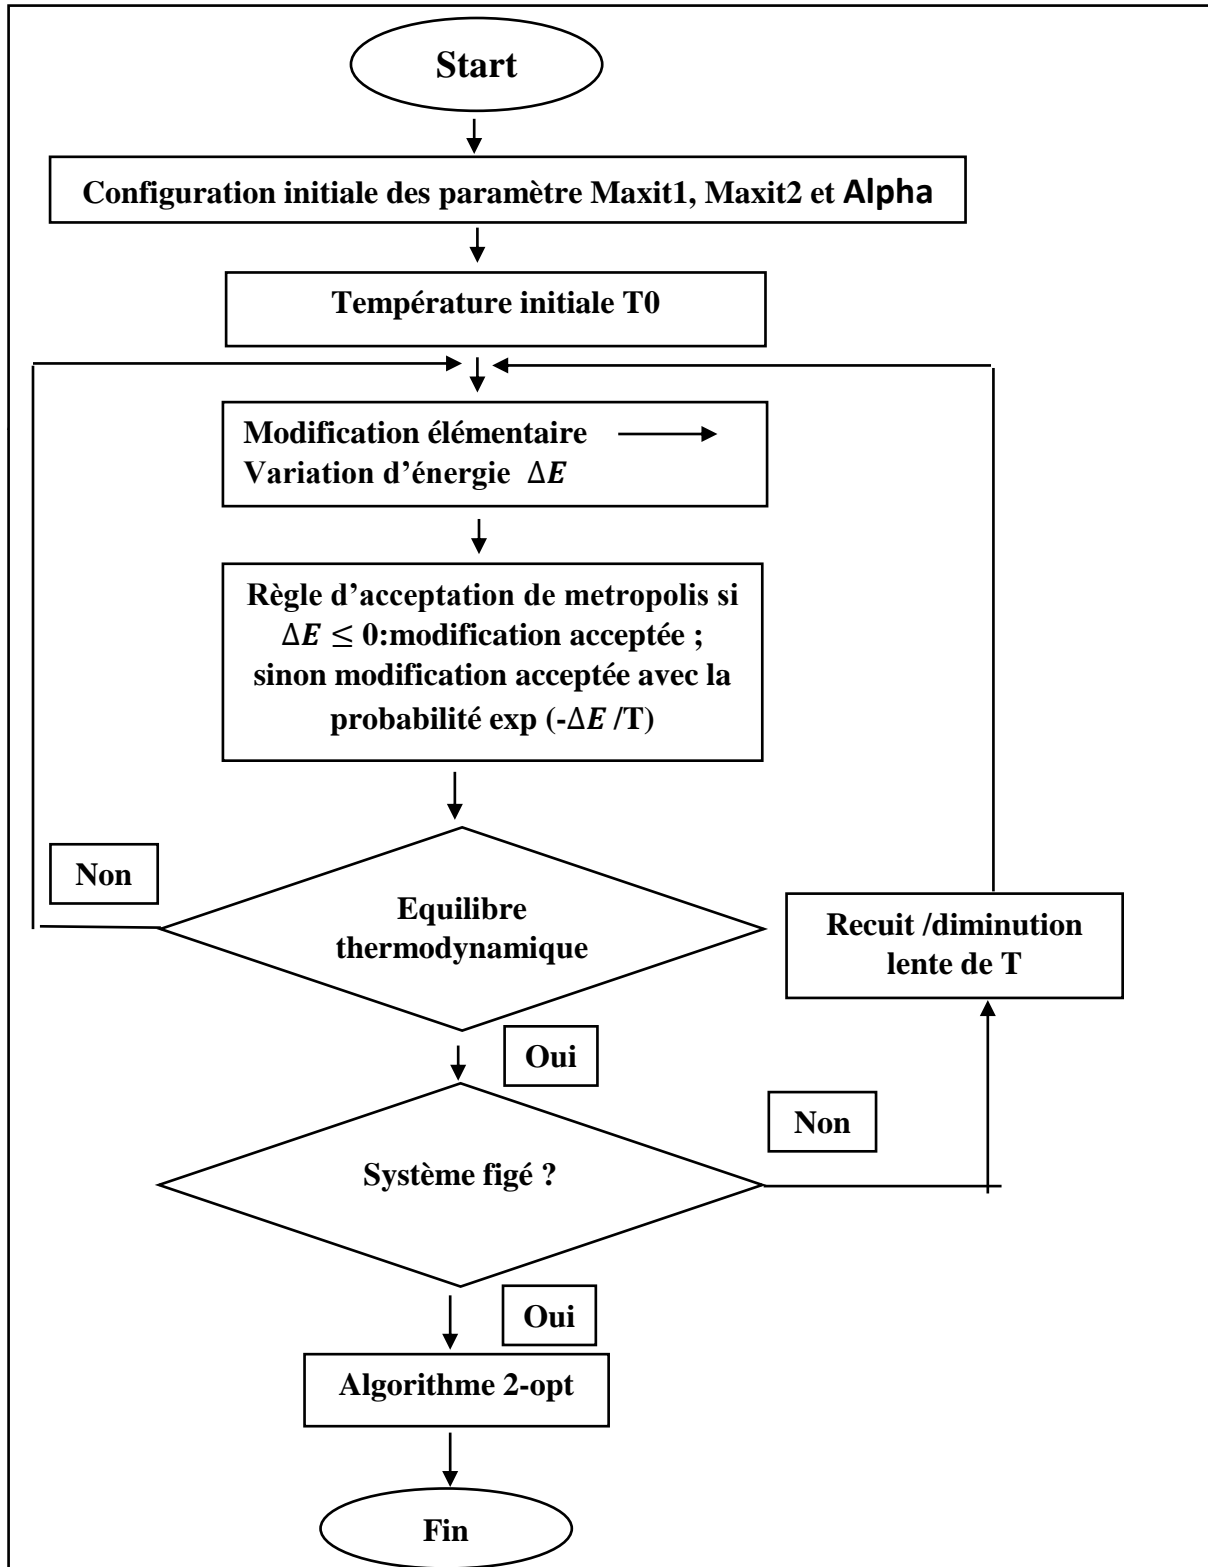 Start
Configuration initiale des paramètre Maxit1, Maxit2 et Alpha
Température initiale T0
Modification élémentaire
Variation d’énergie ΔE
Règle d’acceptation de metropolis si
ΔE ≤ 0:modification acceptée ;
sinon modification acceptée avec la
probabilité exp (-ΔE /T)
Non
Equilibre
thermodynamique
Recuit /diminution
lente de T
Oui
Non
Système figé ?
Oui
Algorithme 2-opt
Fin